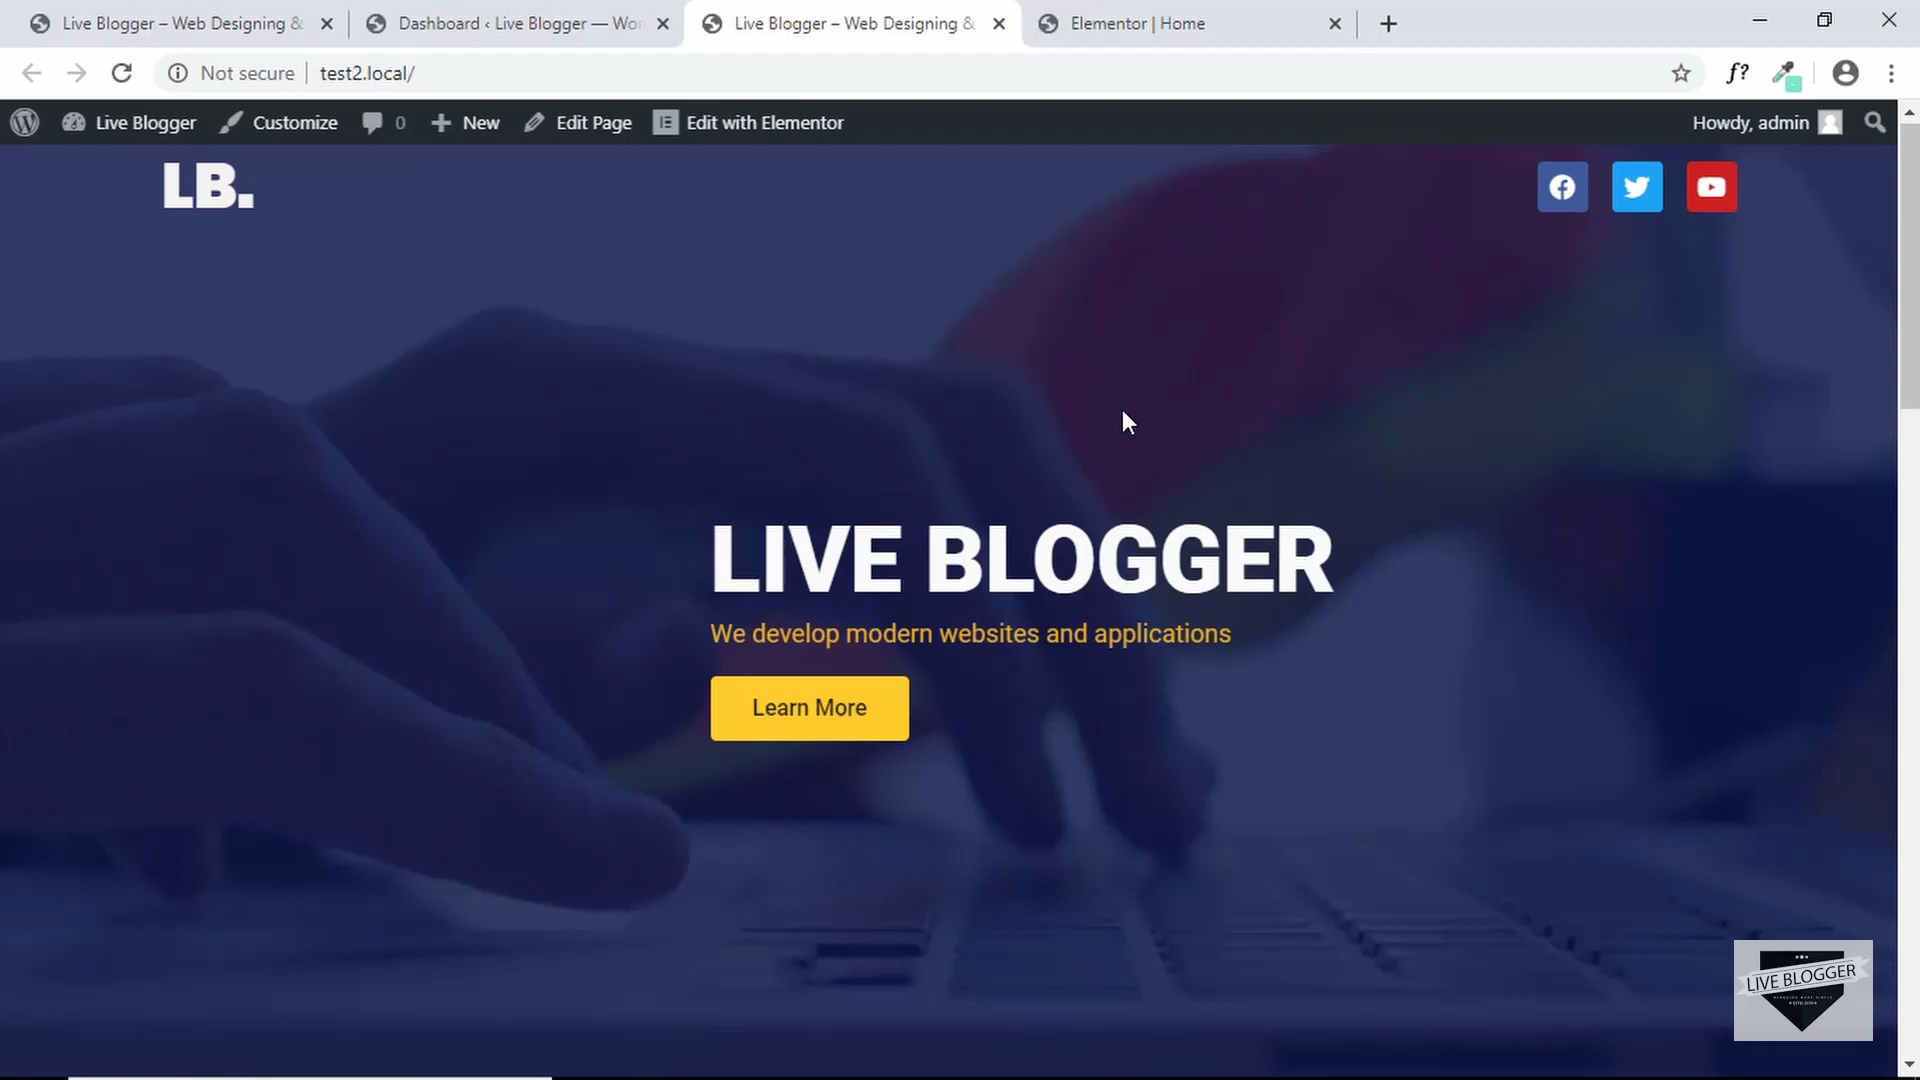 Live Blogger – Web Designing &
Dashboard ‹ Live Blogger — Wor
Live Blogger – Web Designing &
Elementor | Home
Not secure
test2.local/
f?
Live Blogger
Customize
0
New
Edit Page
Edit with Elementor
Howdy, admin
LB.
LIVE BLOGGER
We develop modern websites and applications
Learn More
LIVE BLOGGER